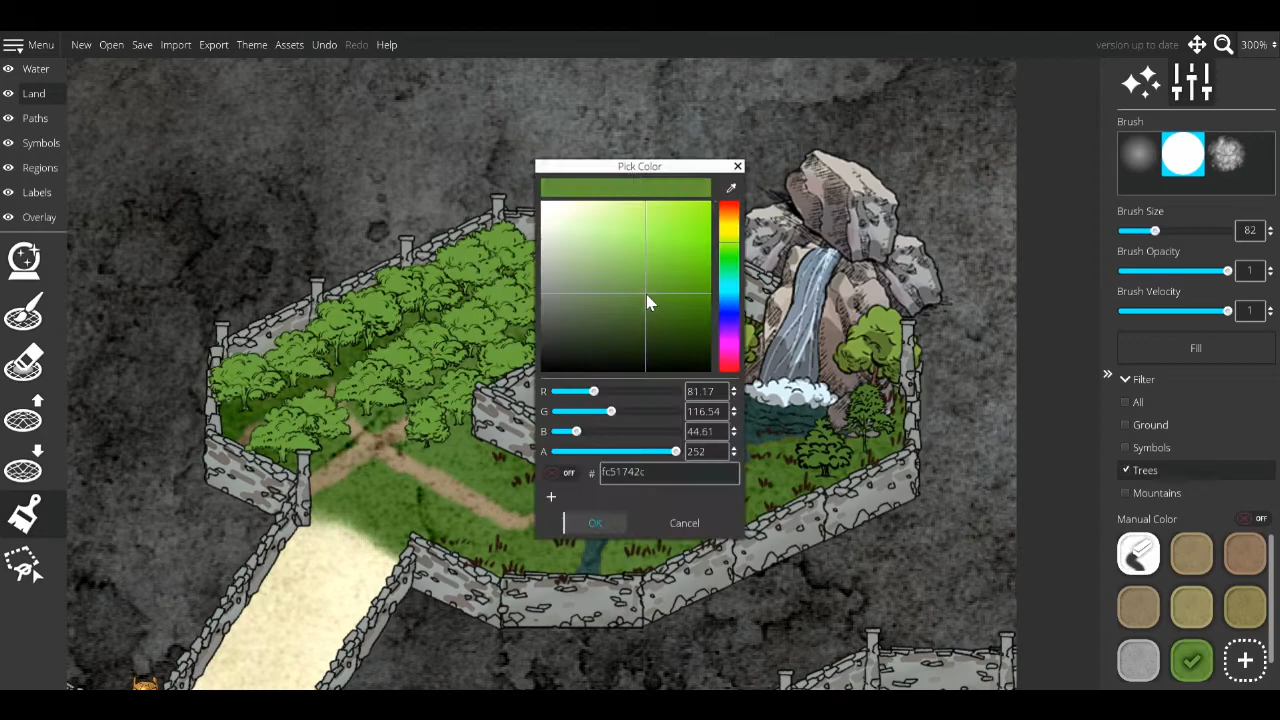 Menu New Open Save Import Export Theme Assets Undo Redo Help version up to date 300%
Water
Land
Paths
Symbols
Regions
Labels
Overlay
Pick Color
R 81.17
G 116.54
B 44.61
A 252
OFF # fc51742c
+
OK Cancel
Brush
Brush Size
82
Brush Opacity
1
Brush Velocity
1
Fill
Filter
All
Ground
Symbols
Trees
Mountains
Manual Color OFF